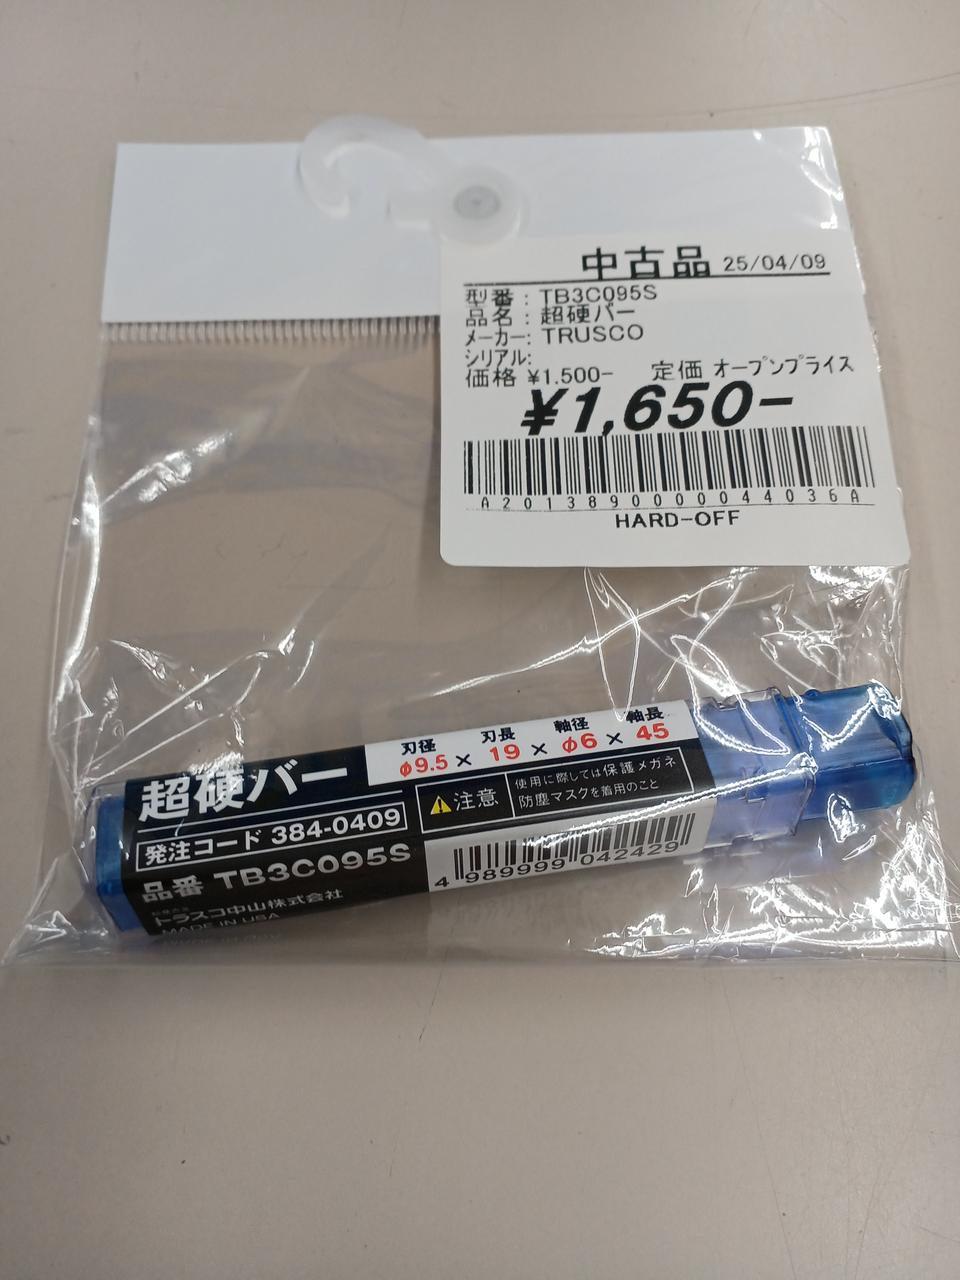 中古品 25/04/09
型番：TB3C095S
品名：超硬バー
メーカー：TRUSCO
シリアル:
価格 ¥1.500- 定価 オープンプライス
¥1,650-
A2013890000044036A
HARD-OFF
刃径 刃長 軸径 軸長
φ9.5 × 19 × φ6 × 45
超硬バー
発注コード 384-0409
品番 TB3C095S
トラスコ中山株式会社
MADE IN USA
注意
使用に際しては保護メガネ
防塵マスクを着用のこと
4 989999 042429